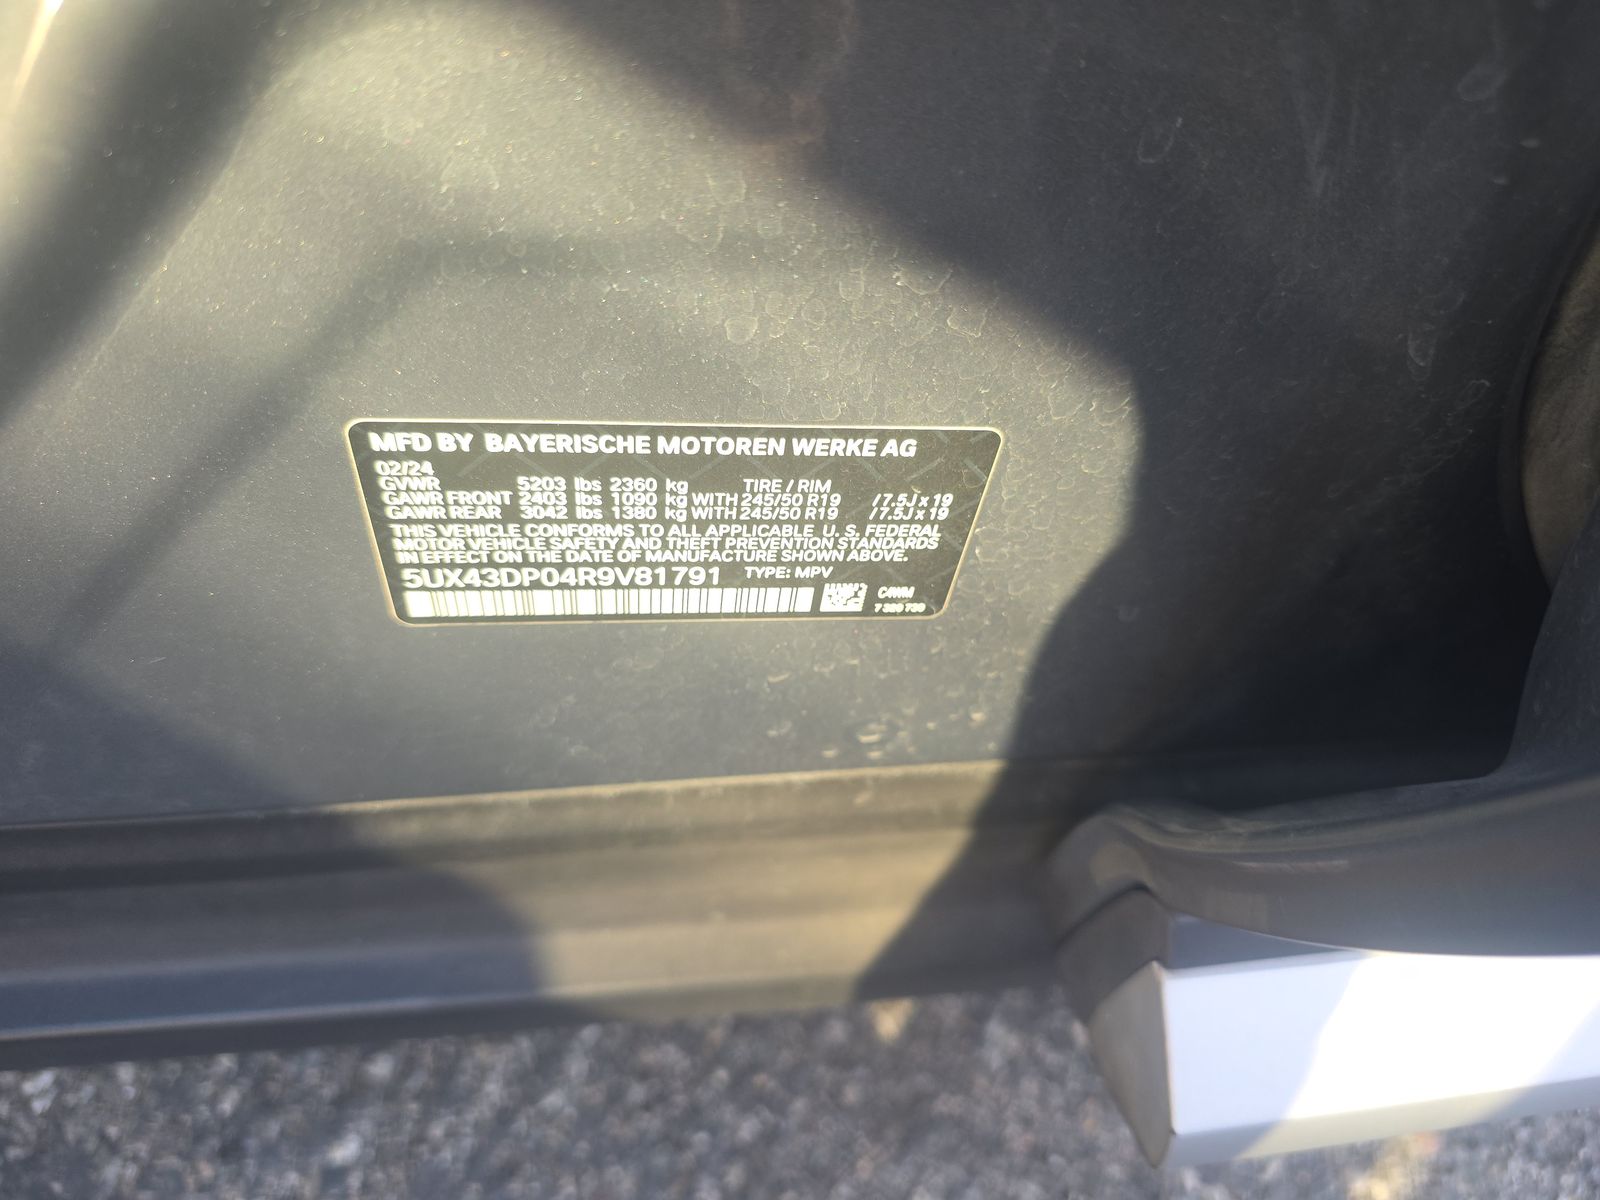 MFD BY BAYERISCHE MOTOREN WERKE AG
02/24
GVWR 5203 lbs 2360 kg TIRE / RIM
GAWR FRONT 2403 lbs 1090 kg WITH 245/50 R19 / 7.5J x 19
GAWR REAR 3042 lbs 1380 kg WITH 245/50 R19 / 7.5J x 19
THIS VEHICLE CONFORMS TO ALL APPLICABLE U. S. FEDERAL
MOTOR VEHICLE SAFETY AND THEFT PREVENTION STANDARDS
IN EFFECT ON THE DATE OF MANUFACTURE SHOWN ABOVE.
5UX43DP04R9V81791 TYPE: MPV